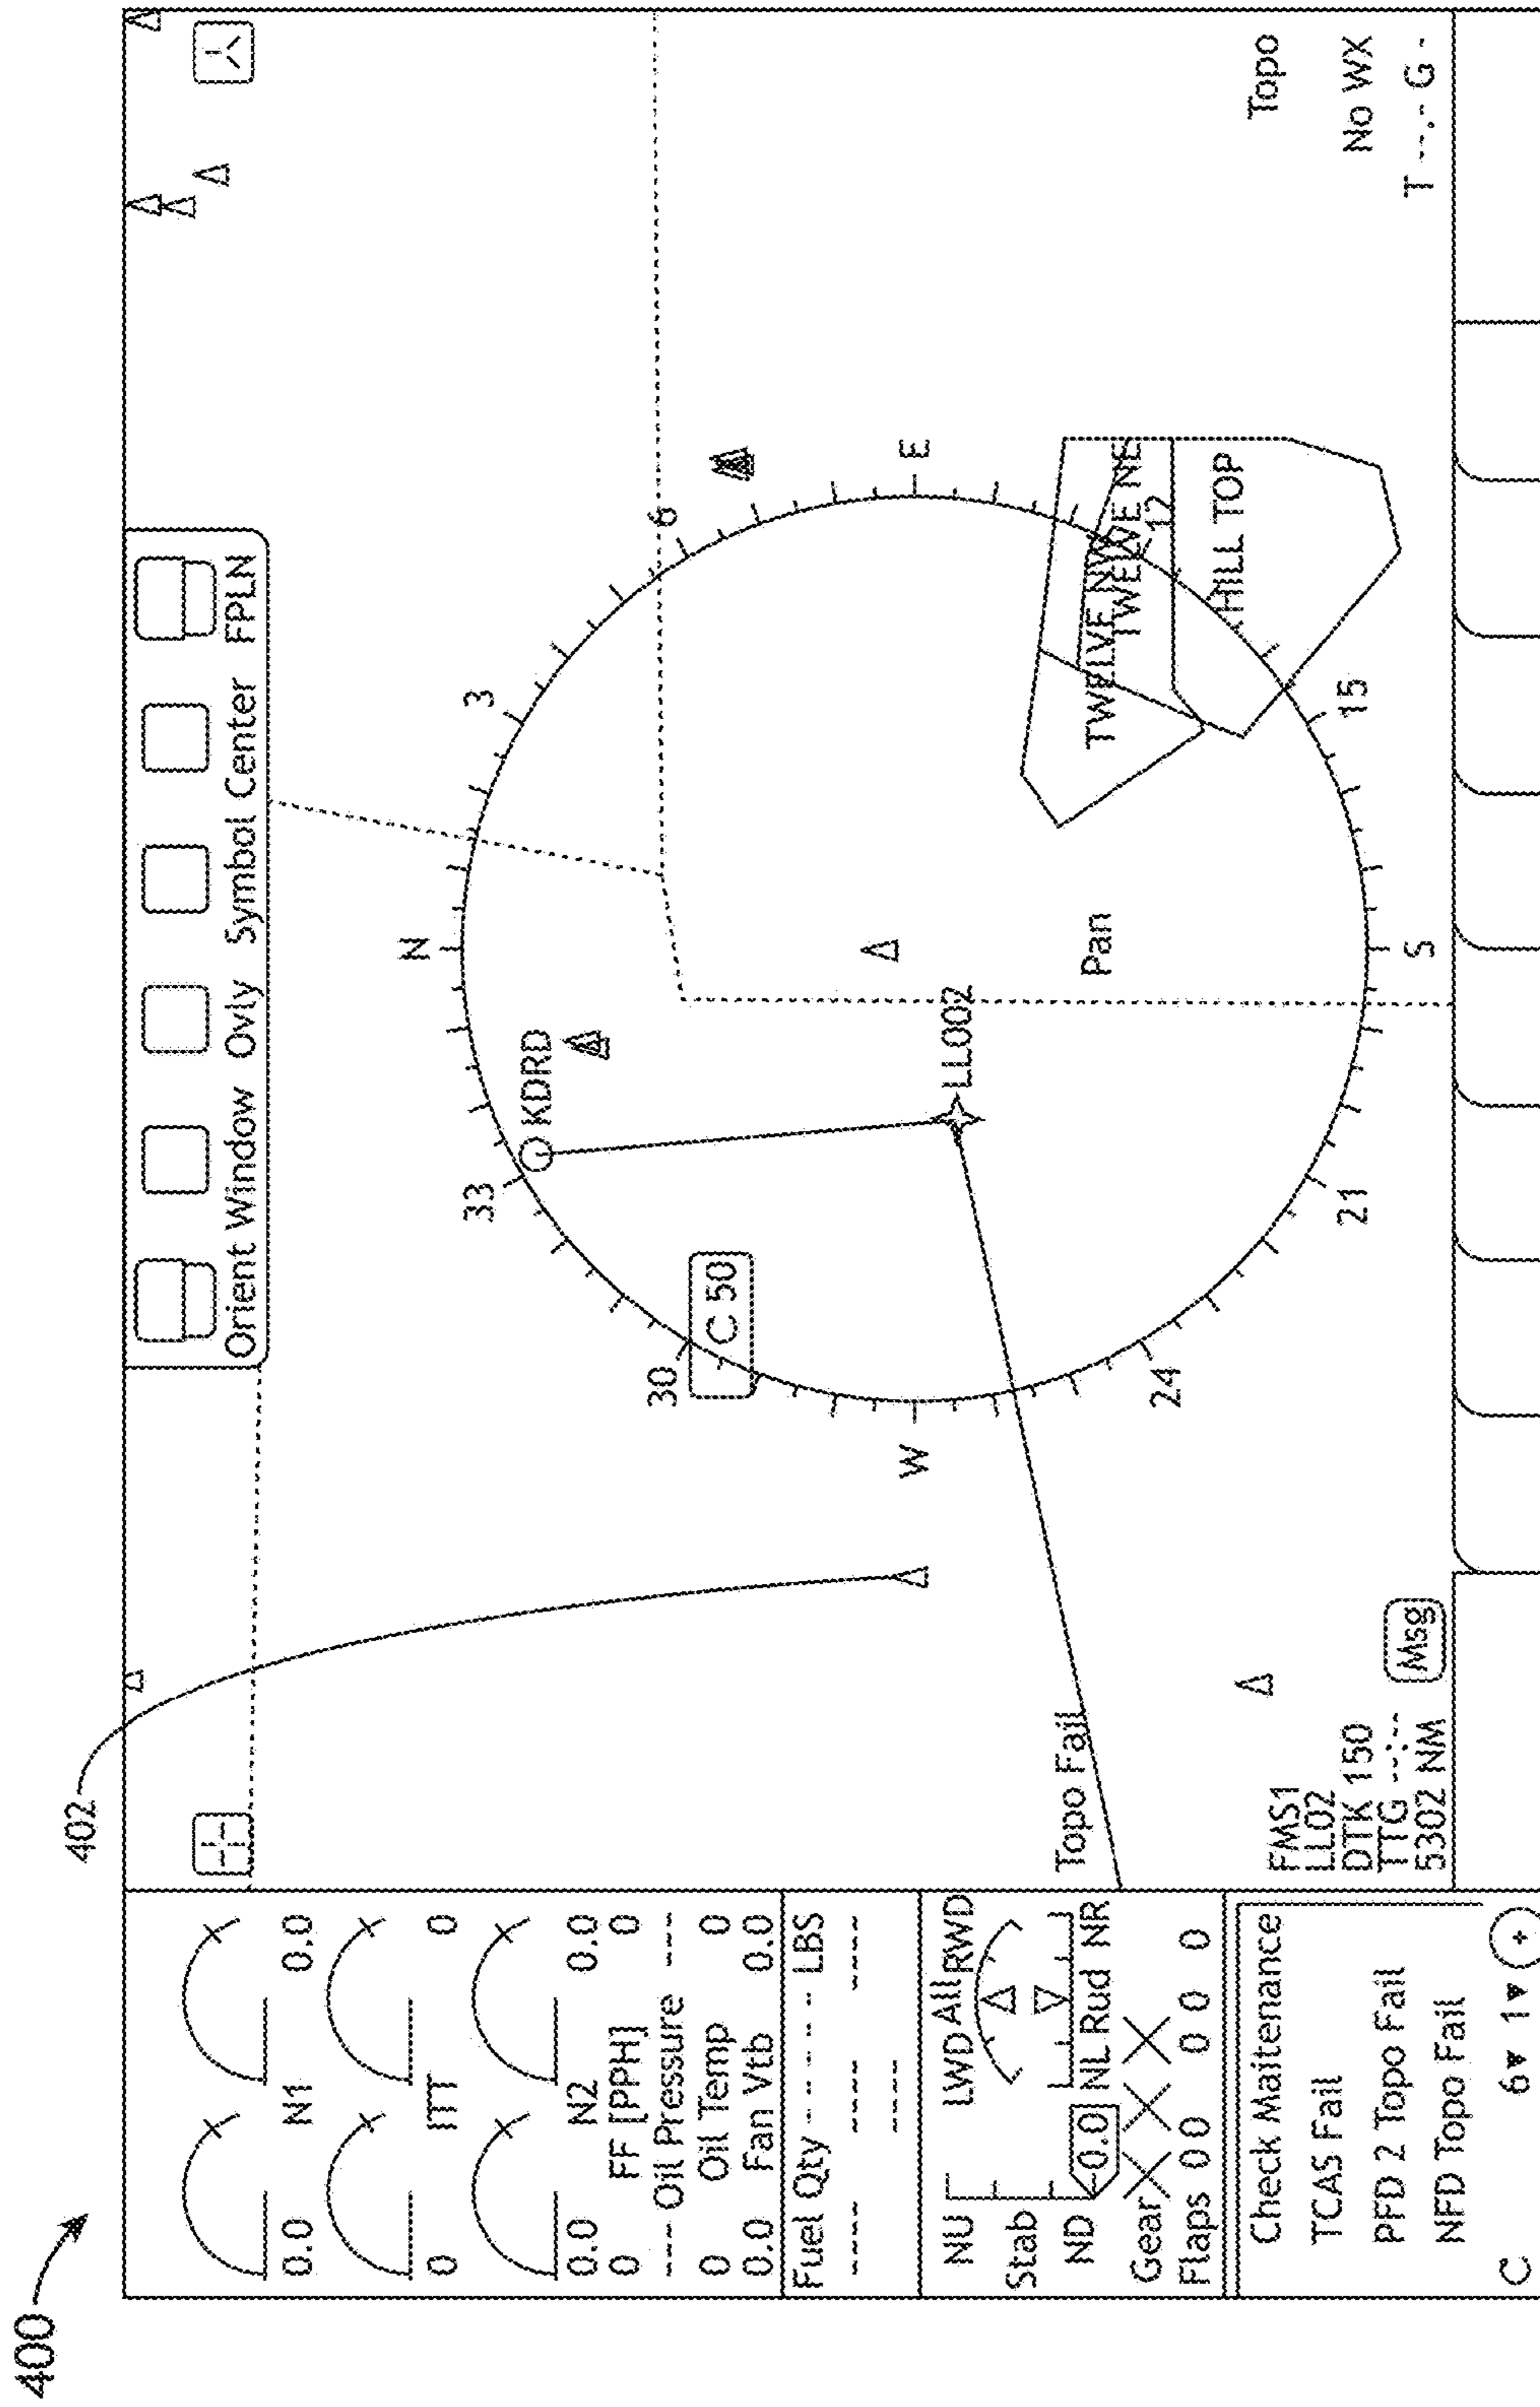 400
402
0.0 N1 0.0
0 ITT 0
0.0 N2 0.0
0 FF [PPH] 0
--- Oil Pressure ---
0 Oil Temp 0
0.0 Fan Vtb 0.0
Fuel Qty - - - - - LBS
---- ---- ----
----
NU LWD All RWD
Stab
ND -0.0 NL Rud NR
Gear
Flaps 0 0 0 0 0
Check Maitenance
TCAS Fail
PFD 2 Topo Fail
NFD Topo Fail
C 6 1
Orient Window Ovly Symbol Center FPLN
N
33
3
KDRD
30
6
C 50
W
E
LL002
Topo Fail
Pan
TWELVE NW
TWELVE NE
24
12
HILL TOP
21
15
S
FMS1
LL02
DTK 150
TTG --:--
5302 NM
Msg
Topo
No WX
T --.- G -